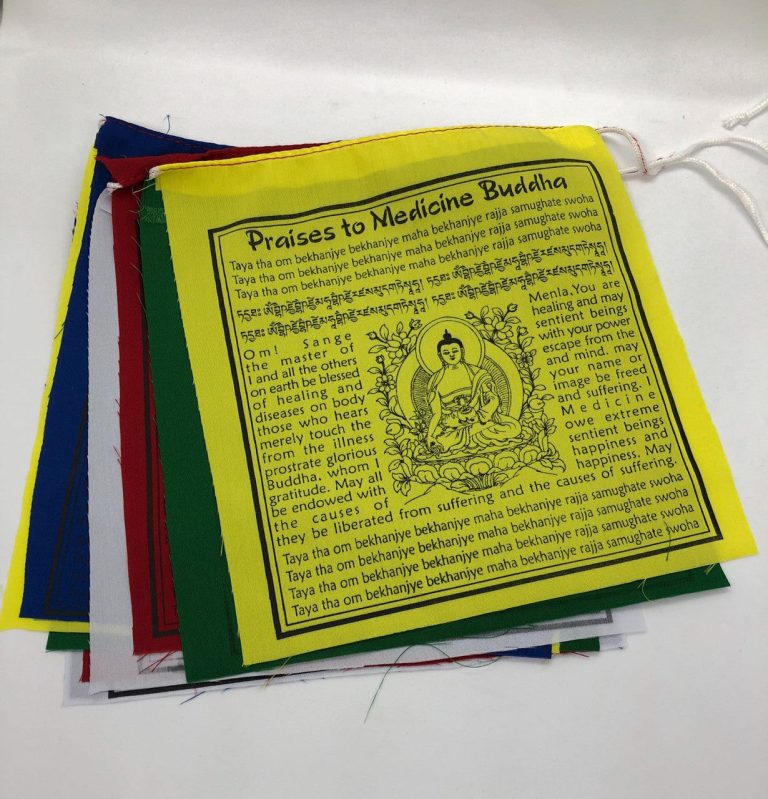 Praises to Medicine Buddha
Taya tha om bekhanjye bekhanjye maha bekhanjye rajja samughate swoha
Taya tha om bekhanjye bekhanjye maha bekhanjye rajja samughate swoha
Taya tha om bekhanjye bekhanjye maha bekhanjye rajja samughate swoha
Om! Sange Menla.You are
the master of healing and may
I and all the others sentient beings
on earth be blessed with your power
of healing and escape from the
diseases on body and mind. may
those who hears your name or
merely touch the image be freed
from the illness and suffering. I
prostrate glorious Medicine
Buddha, whom I owe extreme
gratitude. May all sentient beings
be endowed with happiness and
the causes of happiness. May
they be liberated from suffering and the causes of suffering.
Taya tha om bekhanjye bekhanjye maha bekhanjye rajja samughate swoha
Taya tha om bekhanjye bekhanjye maha bekhanjye rajja samughate swoha
Taya tha om bekhanjye bekhanjye maha bekhanjye rajja samughate swoha
Taya tha om bekhanjye bekhanjye maha bekhanjye rajja samughate swoha